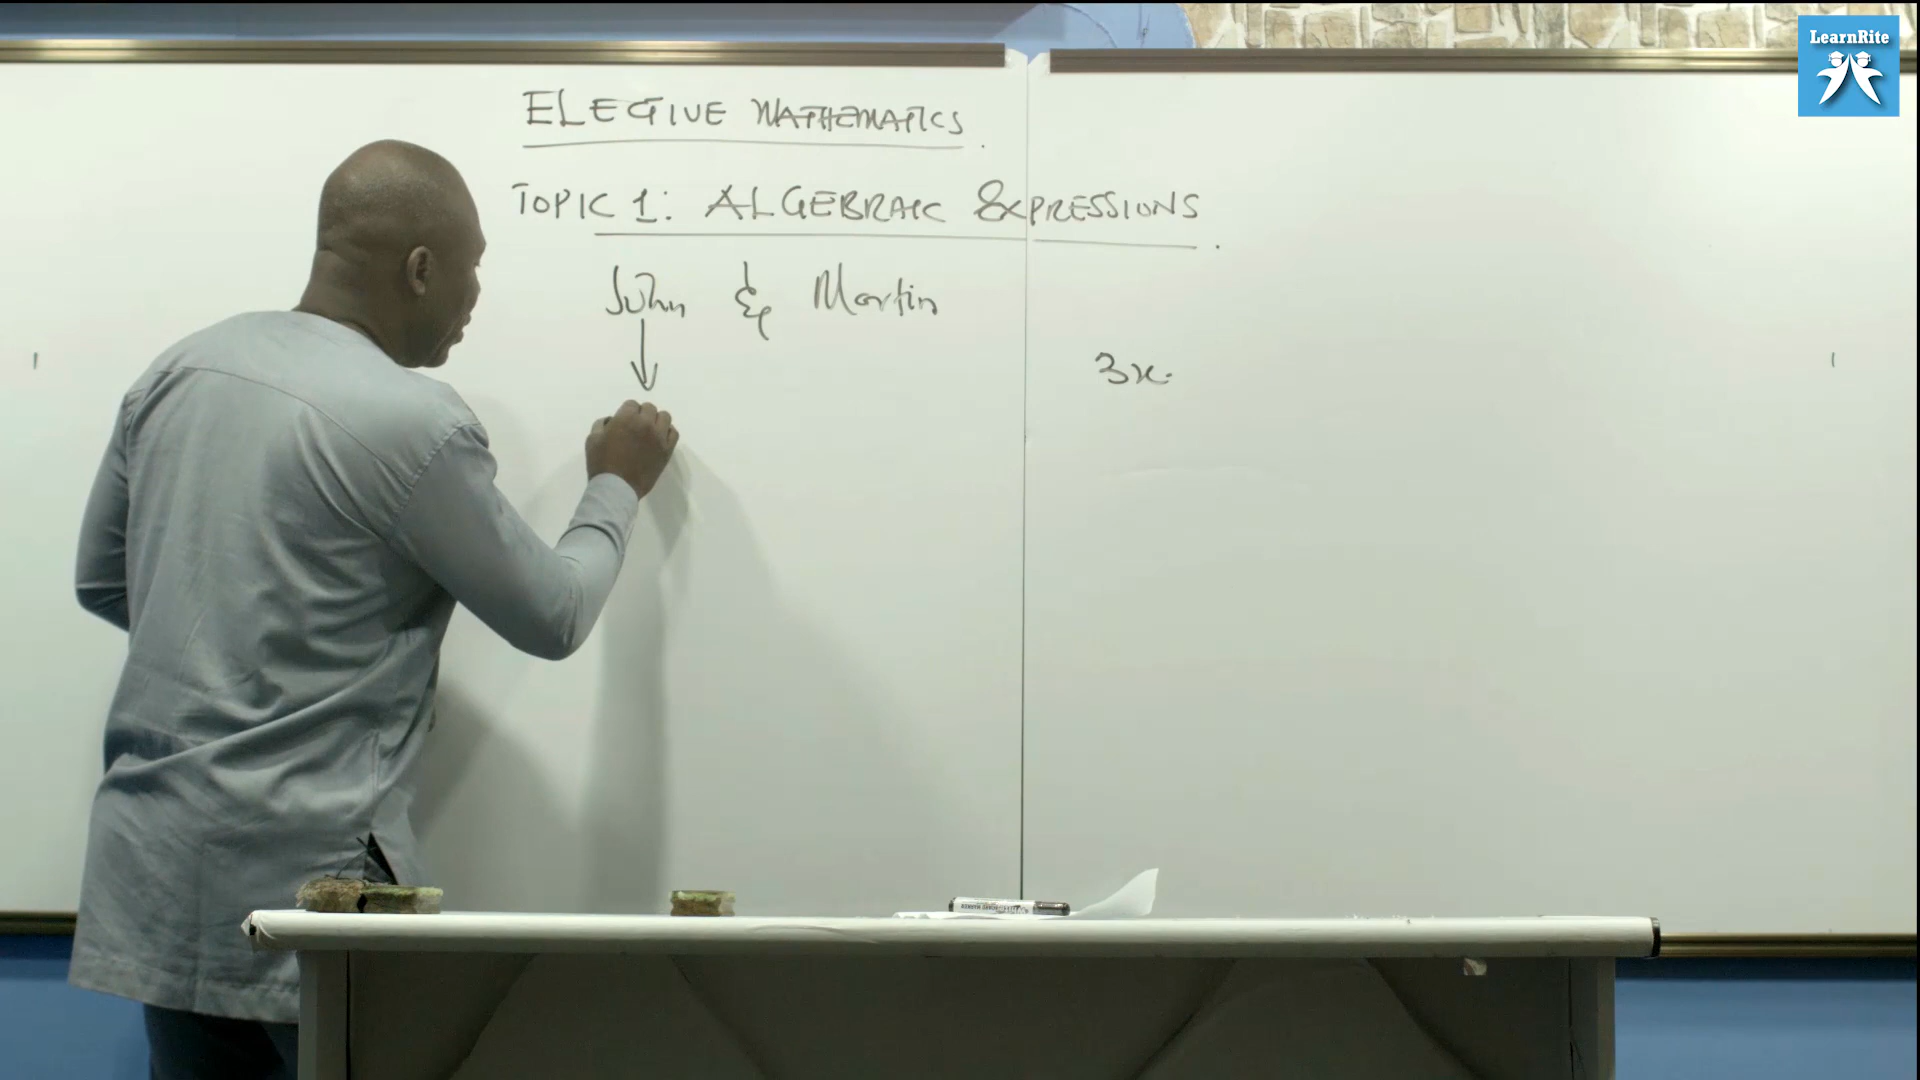 LearnRite
ELECTIVE MATHEMATICS.
TOPIC 1: ALGEBRAIC EXPRESSIONS.
John & Martin
3x